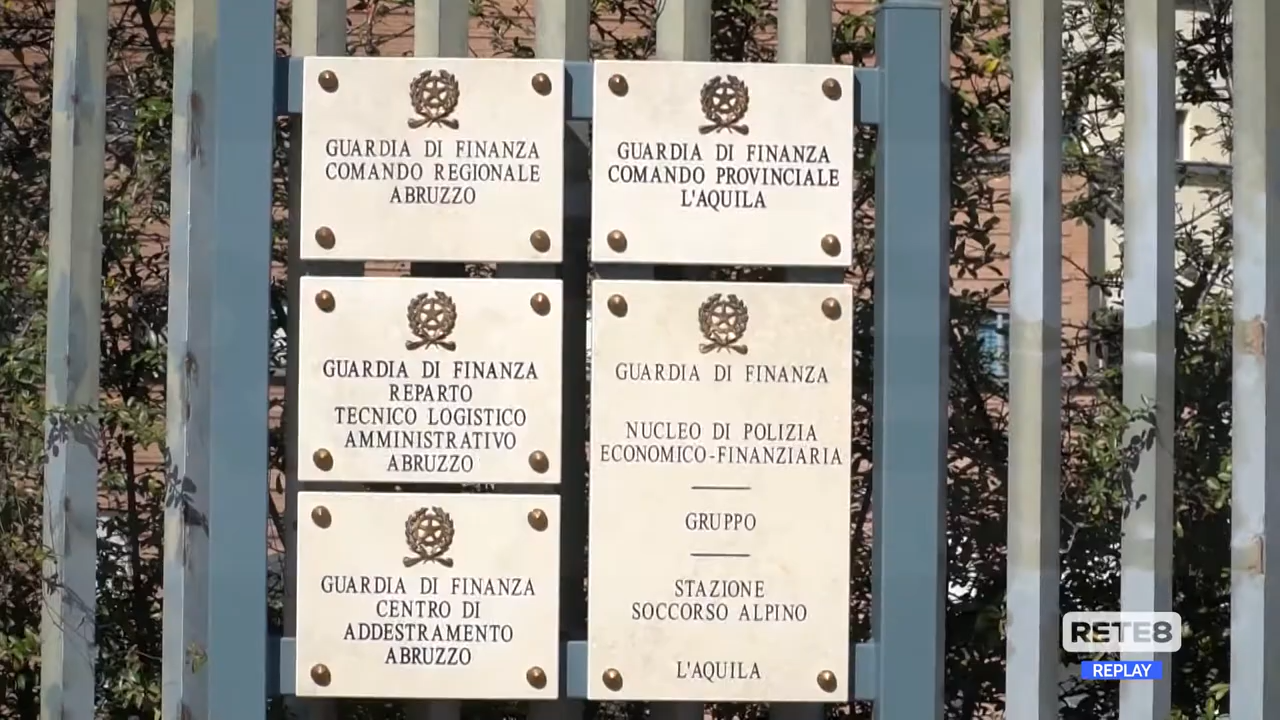 GUARDIA DI FINANZA
COMANDO REGIONALE
ABRUZZO
GUARDIA DI FINANZA
COMANDO PROVINCIALE
L'AQUILA
GUARDIA DI FINANZA
REPARTO
TECNICO LOGISTICO
AMMINISTRATIVO
ABRUZZO
GUARDIA DI FINANZA
NUCLEO DI POLIZIA
ECONOMICO-FINANZIARIA
GRUPPO
STAZIONE
SOCCORSO ALPINO
L'AQUILA
GUARDIA DI FINANZA
CENTRO DI
ADDESTRAMENTO
ABRUZZO
RETE8
REPLAY